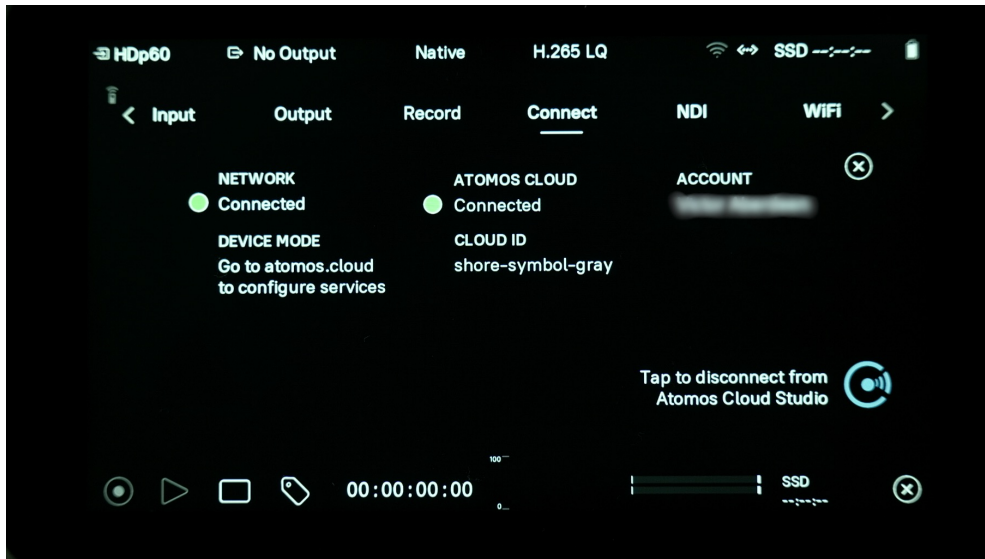 HDp60
No Output
Native
H.265 LQ
SSD --:--:--
Input
Output
Record
Connect
NDI
WiFi
NETWORK
Connected
ATOMOS CLOUD
Connected
ACCOUNT
DEVICE MODE
Go to atomos.cloud
to configure services
CLOUD ID
shore-symbol-gray
Tap to disconnect from
Atomos Cloud Studio
100
0
00:00:00:00
SSD
--:--:--